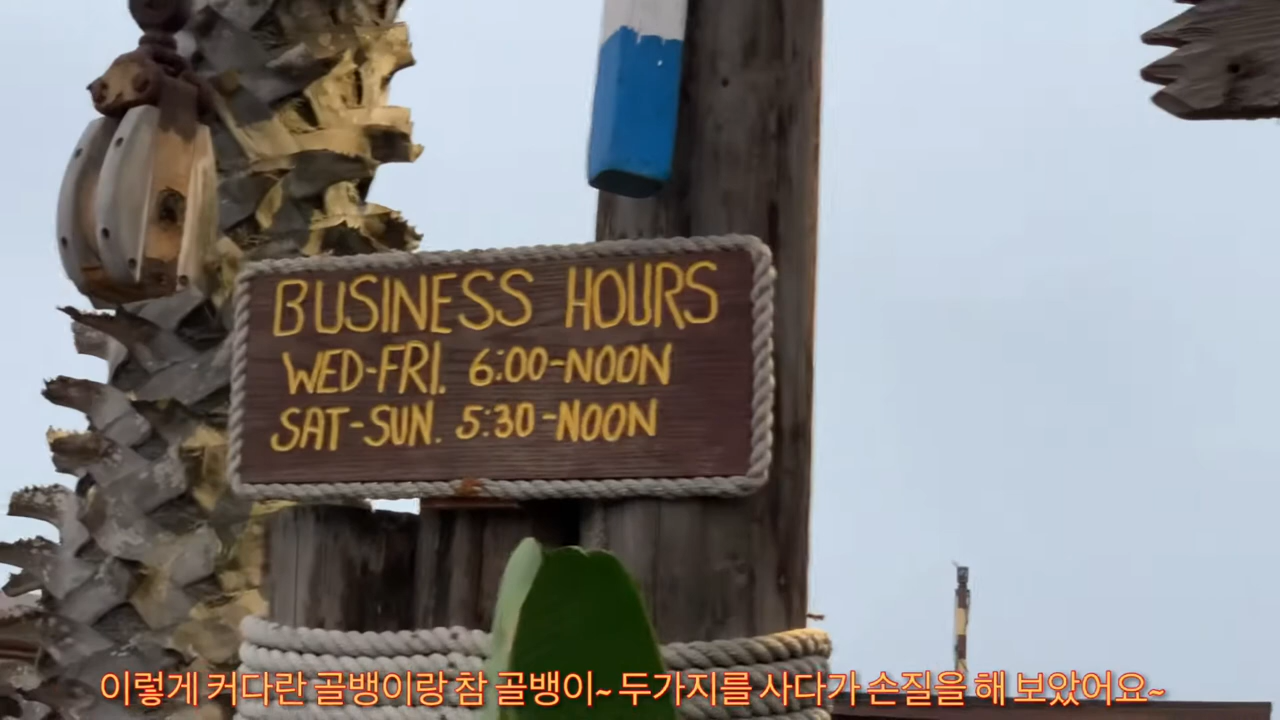 BUSINESS HOURS
WED-FRI. 6:00-NOON
SAT-SUN. 5:30-NOON
이렇게 커다란 골뱅이랑 참 골뱅이~ 두가지를 사다가 손질을 해 보았어요~